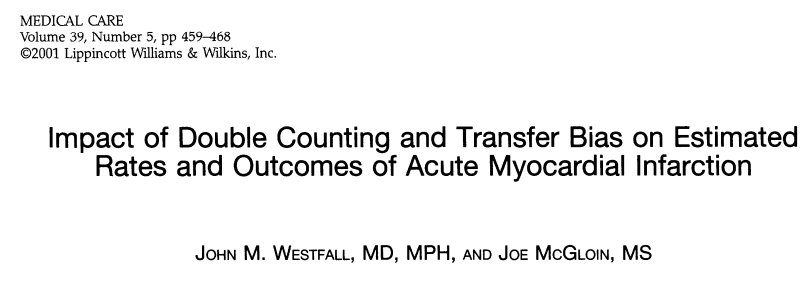 MEDICAL CARE
Volume 39, Number 5, pp 459–468
©2001 Lippincott Williams & Wilkins, Inc.
Impact of Double Counting and Transfer Bias on Estimated
Rates and Outcomes of Acute Myocardial Infarction
JOHN M. WESTFALL, MD, MPH, AND JOE MCGLOIN, MS